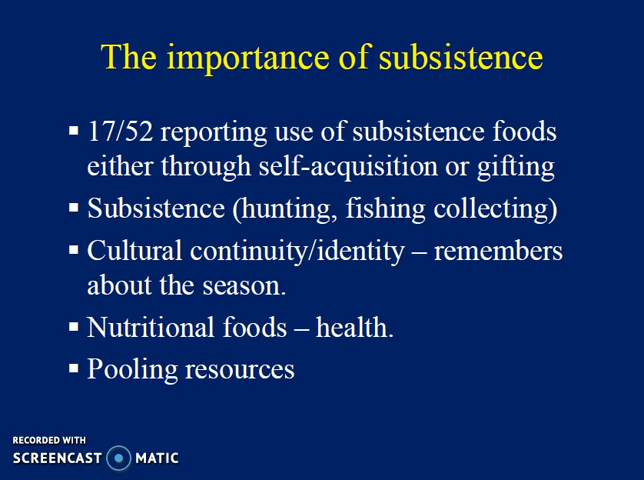 The importance of subsistence
▪ 17/52 reporting use of subsistence foods
either through self-acquisition or gifting
▪ Subsistence (hunting, fishing collecting)
▪ Cultural continuity/identity – remembers
about the season.
▪ Nutritional foods – health.
▪ Pooling resources
RECORDED WITH
SCREENCAST MATIC